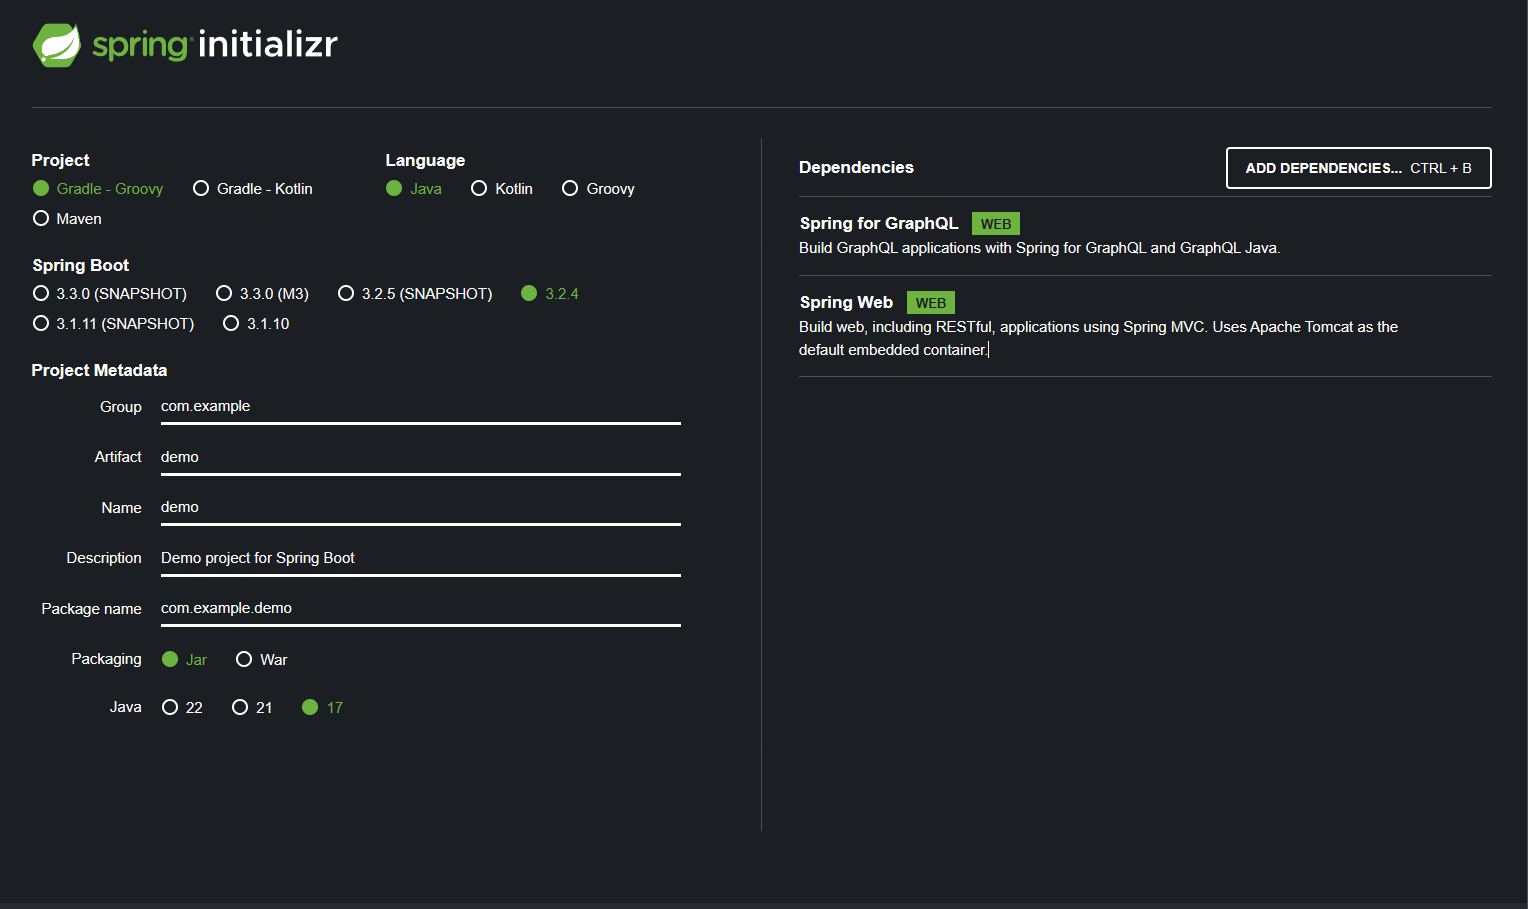 spring initializr
Project
Gradle - Groovy Gradle - Kotlin
Maven
Language
Java Kotlin Groovy
Spring Boot
3.3.0 (SNAPSHOT) 3.3.0 (M3) 3.2.5 (SNAPSHOT) 3.2.4
3.1.11 (SNAPSHOT) 3.1.10
Project Metadata
Group com.example
Artifact demo
Name demo
Description Demo project for Spring Boot
Package name com.example.demo
Packaging Jar War
Java 22 21 17
Dependencies ADD DEPENDENCIES... CTRL + B
Spring for GraphQL WEB
Build GraphQL applications with Spring for GraphQL and GraphQL Java.
Spring Web WEB
Build web, including RESTful, applications using Spring MVC. Uses Apache Tomcat as the
default embedded container.